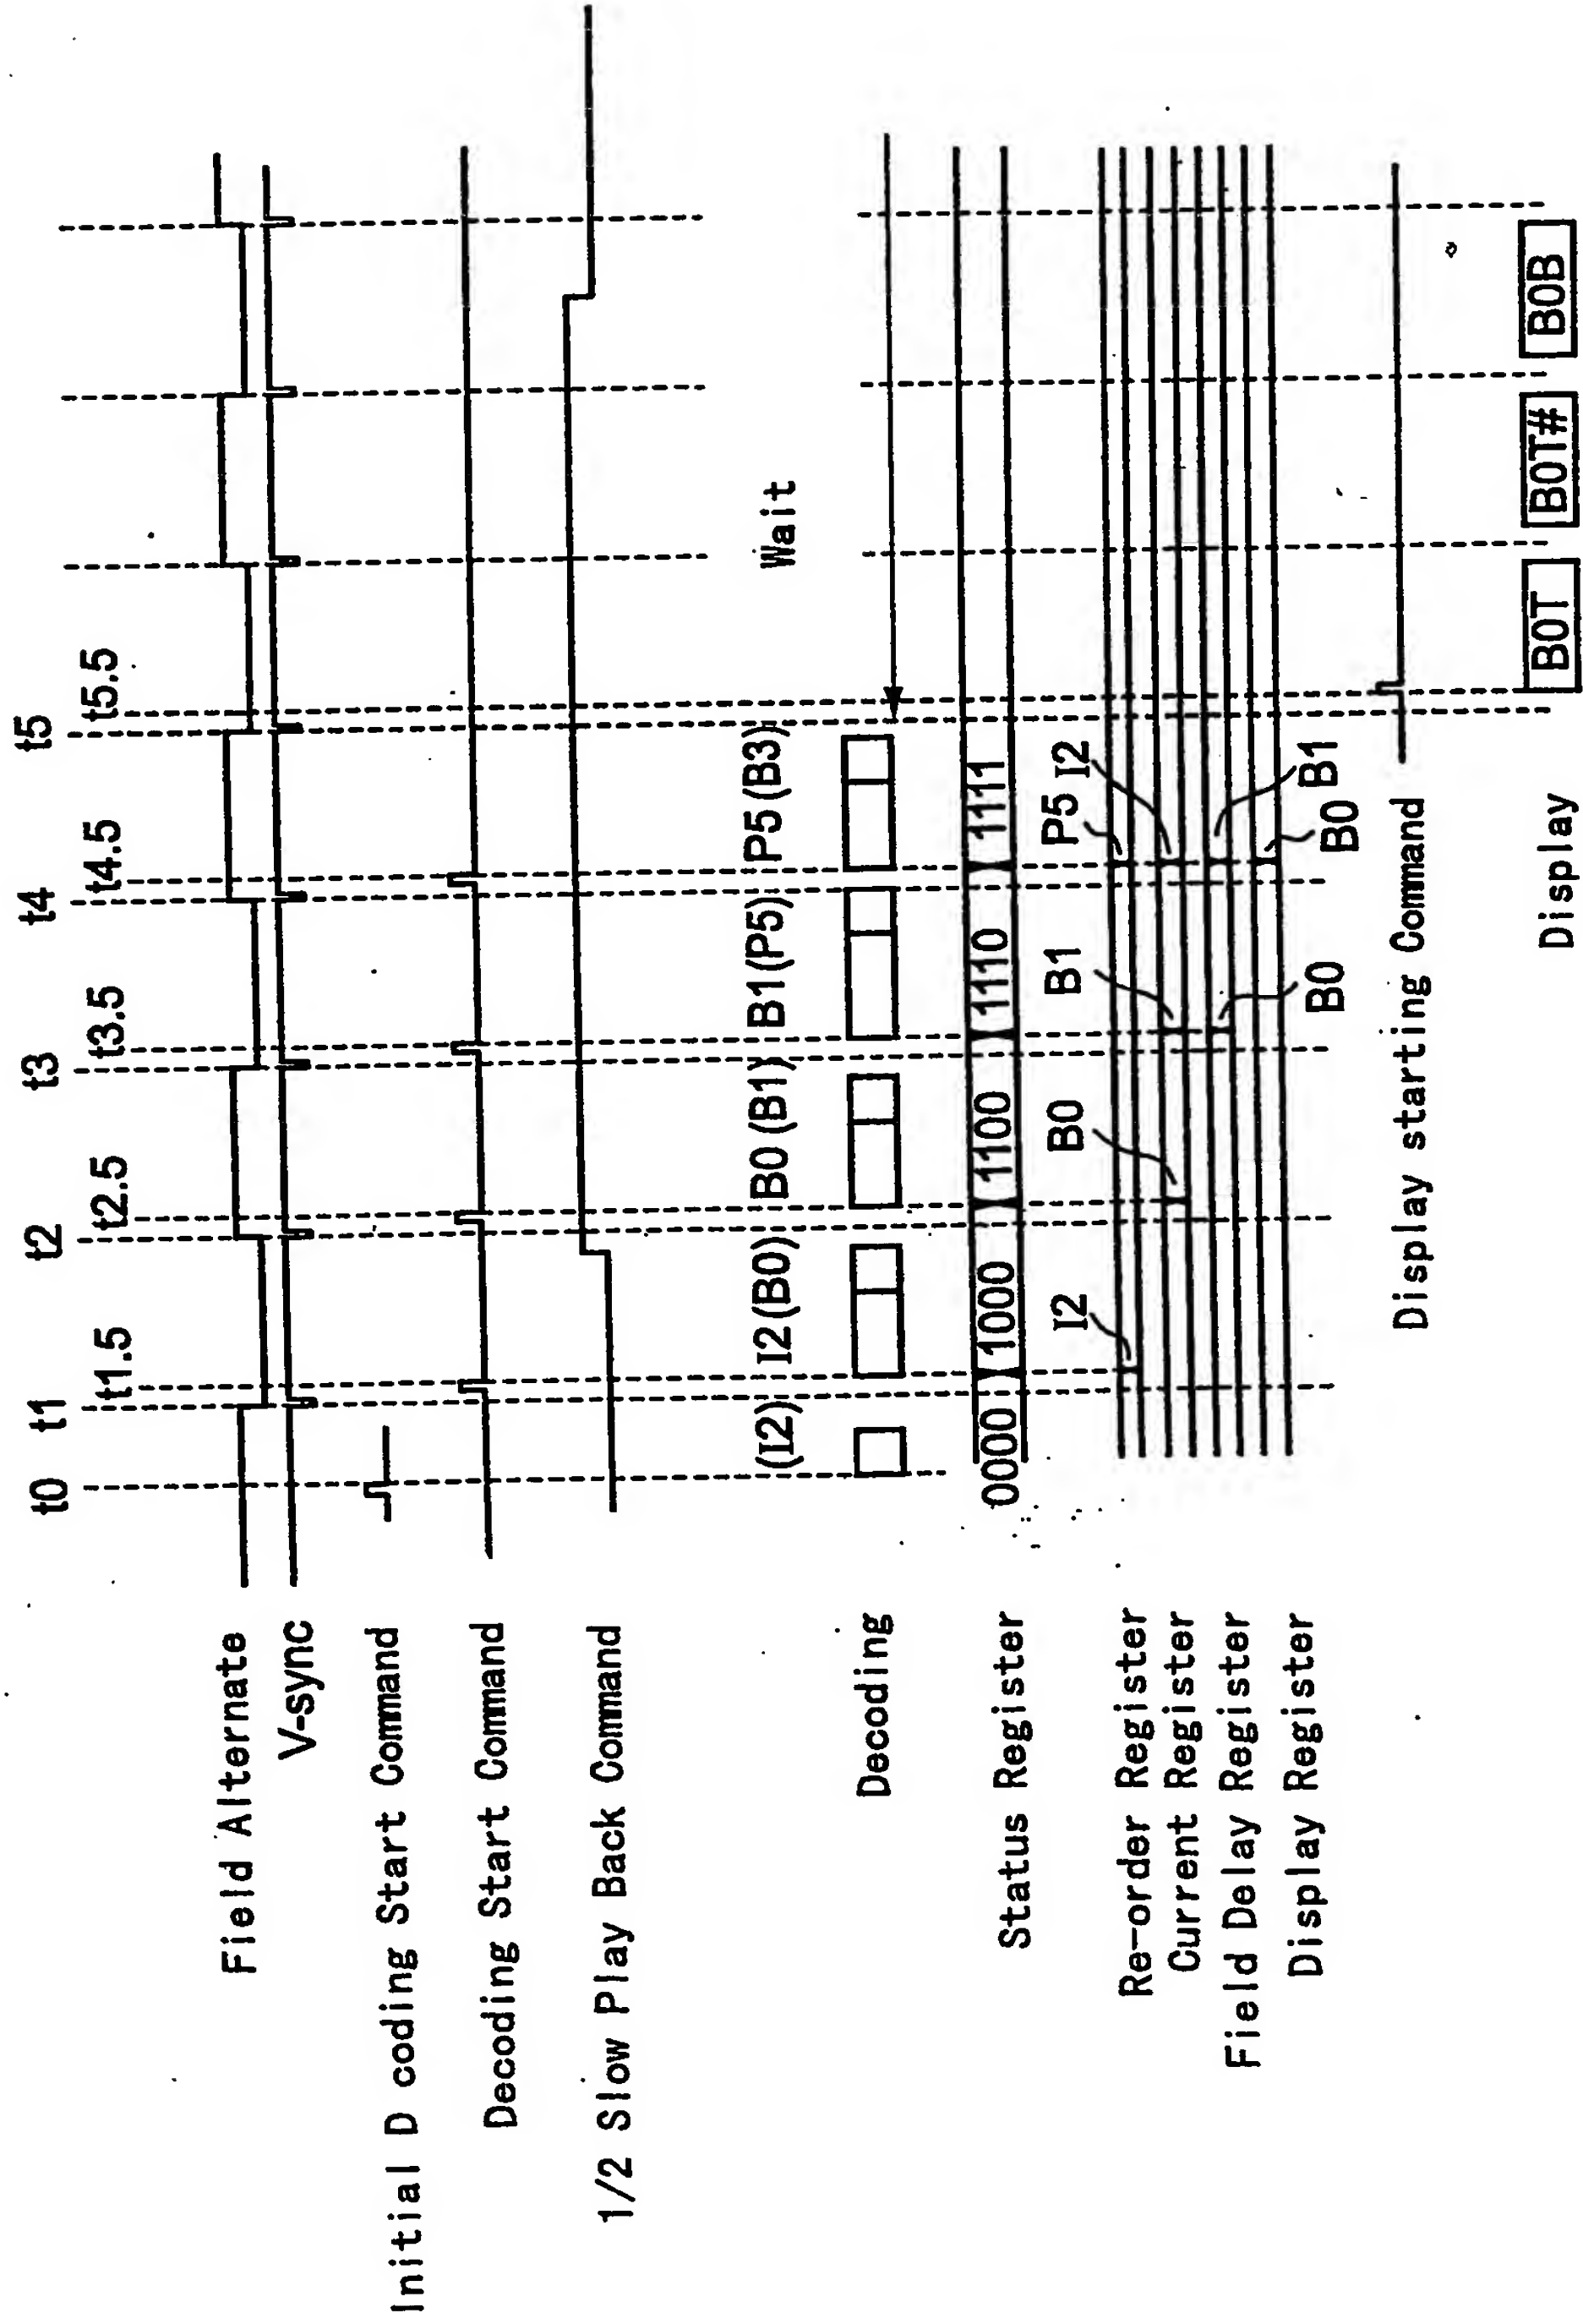 t0 t1 t2 t3 t4 t5
t1.5 t2.5 t3.5 t4.5 t5.5
Field Alternate
V-sync
Initial D coding Start Command
Decoding Start Command
1/2 Slow Play Back Command
(I2) I2(B0) B0(B1) B1(P5) P5(B3) Wait
Decoding
Status Register
0000 1000 1100 1110 1111
I2 B0 B1 P5 I2
Re-order Register
Current Register
Field Delay Register
Display Register
B0 B0 B1
Display starting Command
Display
B0T B0T# B0B